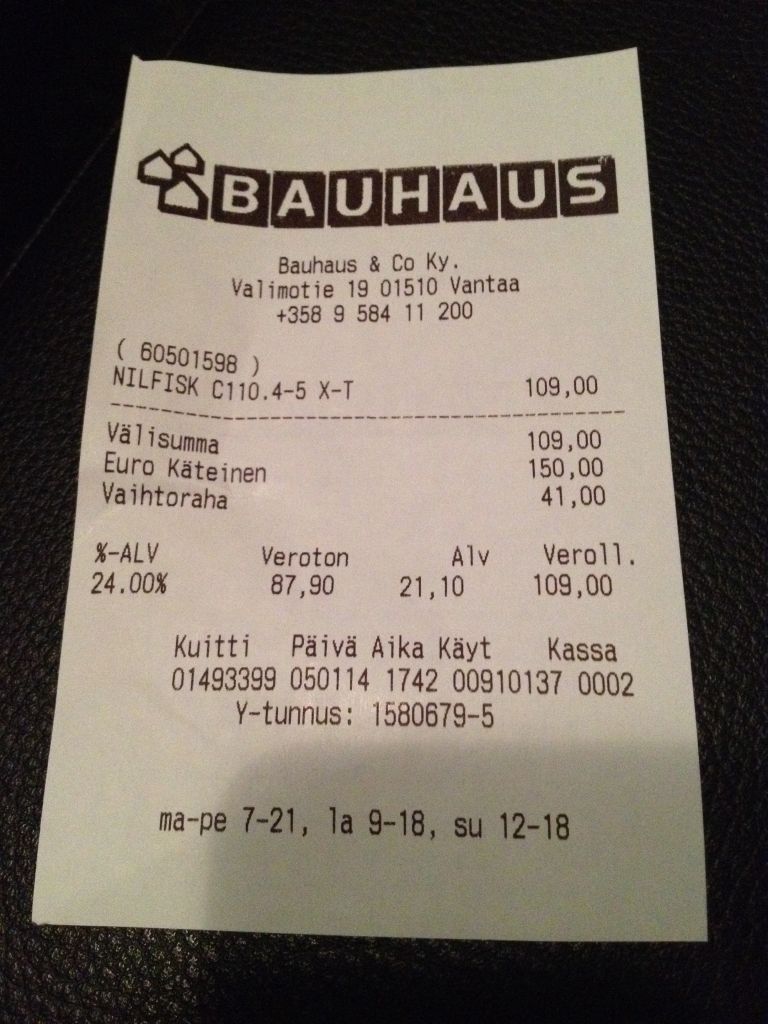 BAUHAUS
Bauhaus & Co Ky.
Valimotie 19 01510 Vantaa
+358 9 584 11 200
( 60501598 )
NILFISK C110.4-5 X-T 109,00
Välisumma 109,00
Euro Käteinen 150,00
Vaihtoraha 41,00
%-ALV Veroton Alv Veroll.
24.00% 87,90 21,10 109,00
Kuitti Päivä Aika Käyt Kassa
01493399 050114 1742 00910137 0002
Y-tunnus: 1580679-5
ma-pe 7-21, la 9-18, su 12-18